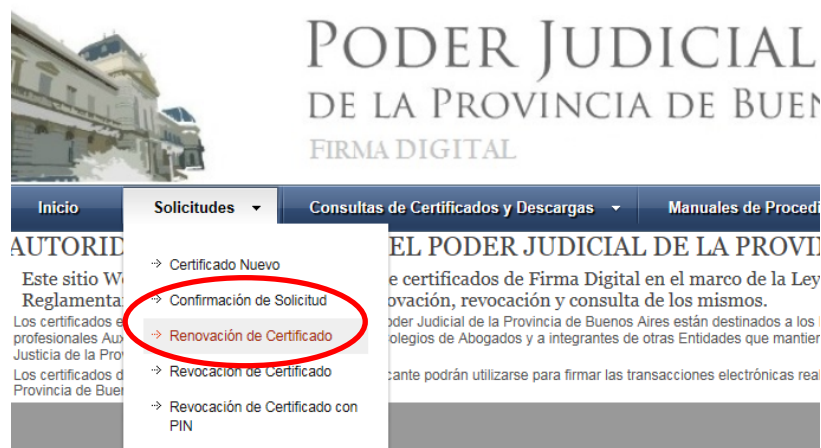 PODER JUDICIAL
DE LA PROVINCIA DE BUEN
FIRMA DIGITAL
Inicio Solicitudes Consultas de Certificados y Descargas Manuales de Procedi
AUTORID EL PODER JUDICIAL DE LA PROVIN
Certificado Nuevo
Este sitio We e certificados de Firma Digital en el marco de la Ley
Reglamenta ovación, revocación y consulta de los mismos.
Confirmación de Solicitud
Los certificados e oder Judicial de la Provincia de Buenos Aires están destinados a los
profesionales Aux olegios de Abogados y a integrantes de otras Entidades que mantien
Renovación de Certificado
Justicia de la Prov
Los certificados d cante podrán utilizarse para firmar las transacciones electrónicas real
Revocación de Certificado
Provincia de Buen
Revocación de Certificado con
PIN